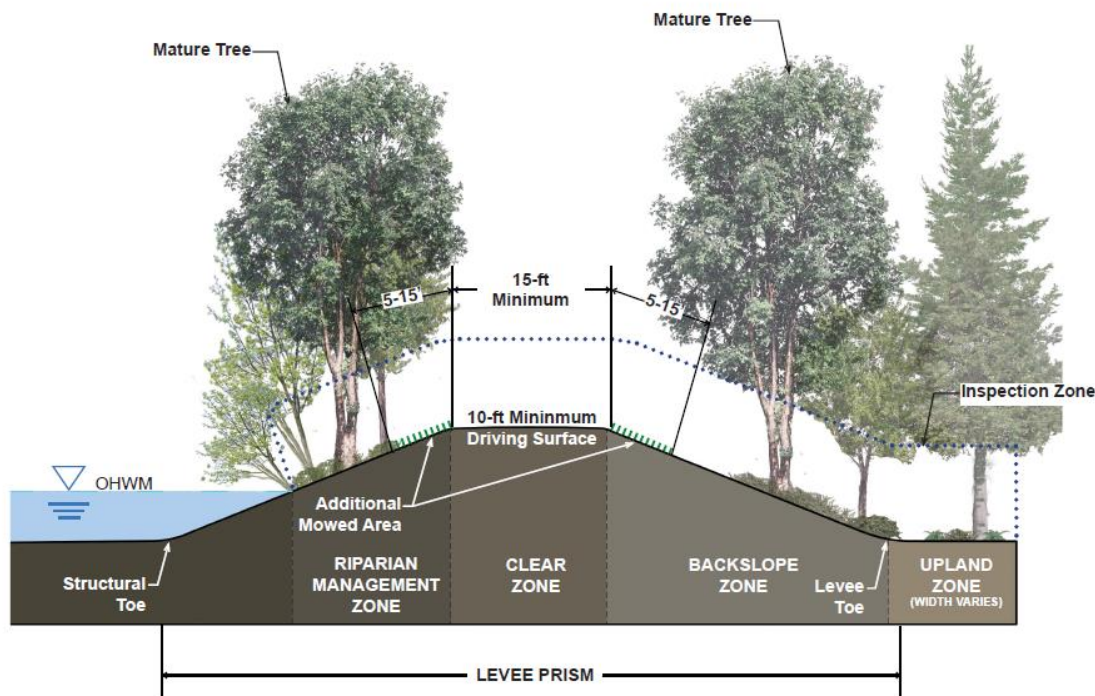 Mature Tree
Mature Tree
15-ft
Minimum
5-15'
5-15'
Inspection Zone
10-ft Mininmum
Driving Surface
OHWM
Additional
Mowed Area
Structural
Toe
RIPARIAN
MANAGEMENT
ZONE
CLEAR
ZONE
BACKSLOPE
ZONE
Levee
Toe
UPLAND
ZONE
(WIDTH VARIES)
LEVEE PRISM